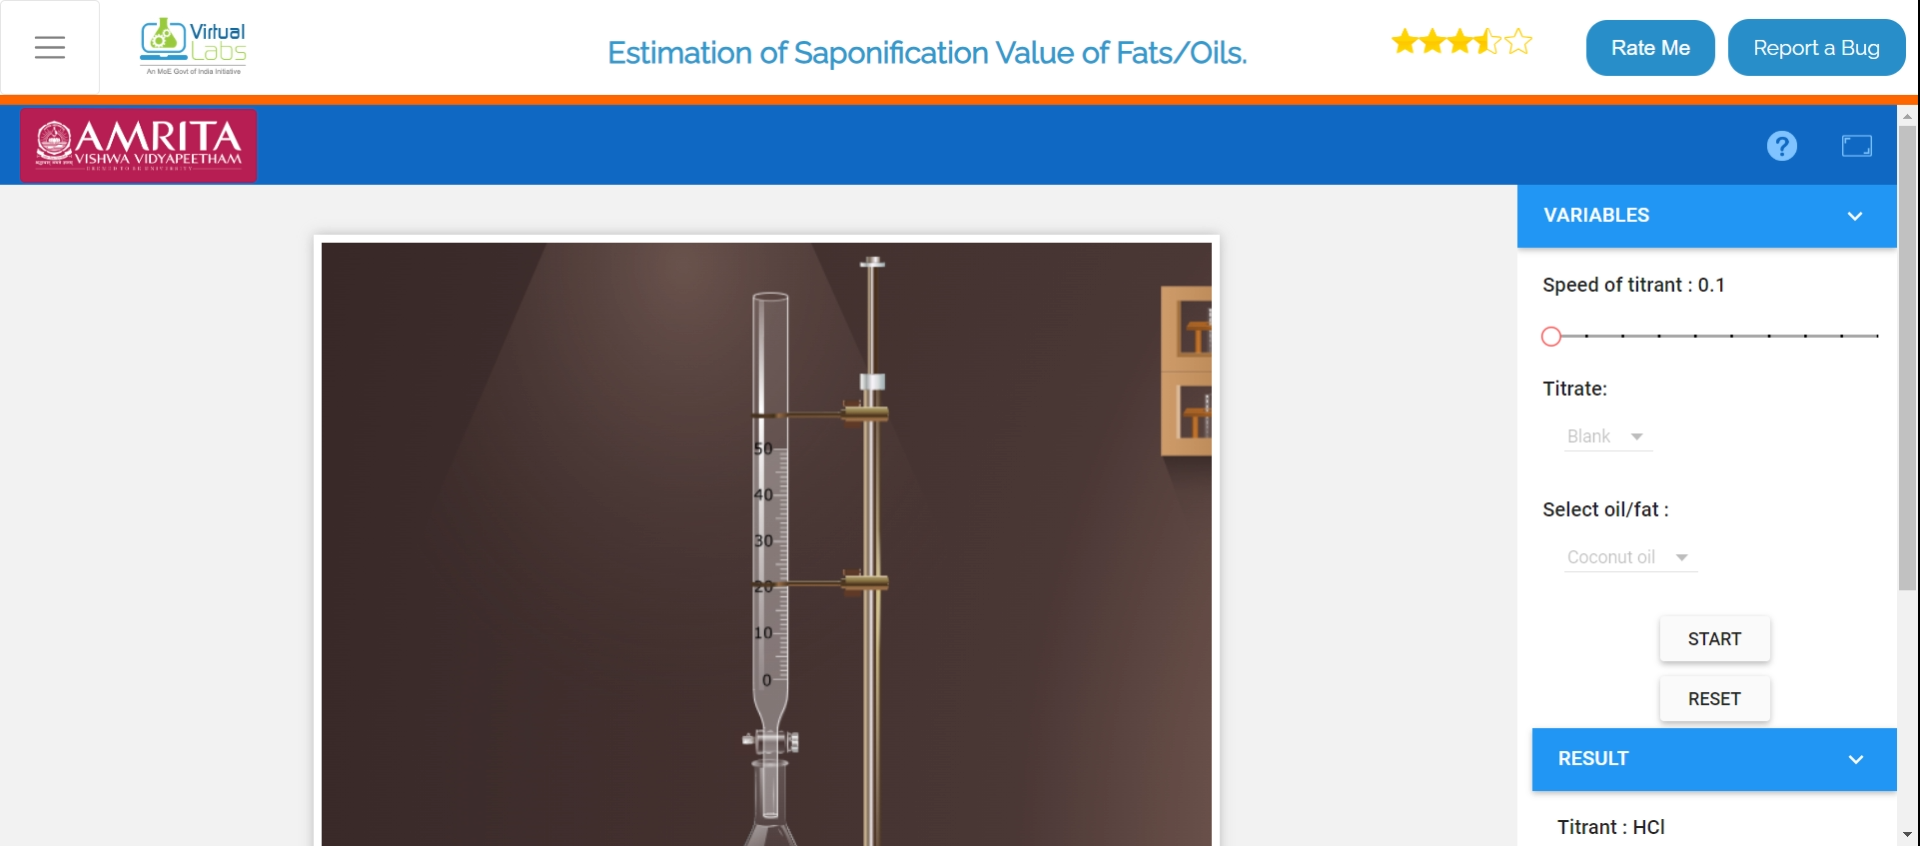 Virtual
Labs
An MoE Govt of India Initiative
Estimation of Saponification Value of Fats/Oils.
Rate Me
Report a Bug
AMRITA
VISHWA VIDYAPEETHAM
?
VARIABLES
Speed of titrant : 0.1
Titrate:
Blank
Select oil/fat :
Coconut oil
START
RESET
RESULT
Titrant : HCl
50
40
30
20
10
0